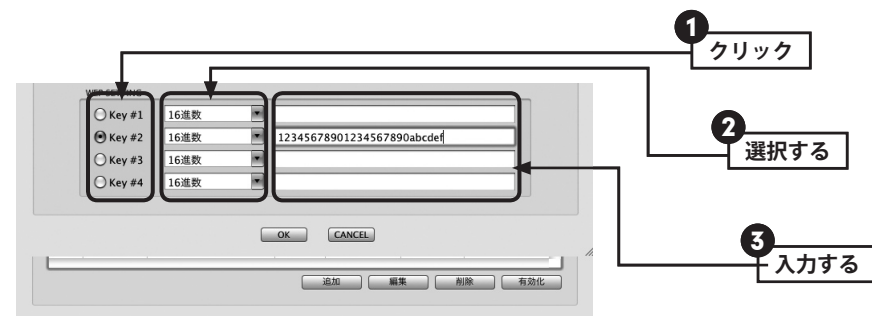 1
クリック
WEP SETTING
Key #1 16進数
2
Key #2 16進数 12345678901234567890abcdef
選択する
Key #3 16進数
Key #4 16進数
OK CANCEL
3
入力する
追加 編集 削除 有効化